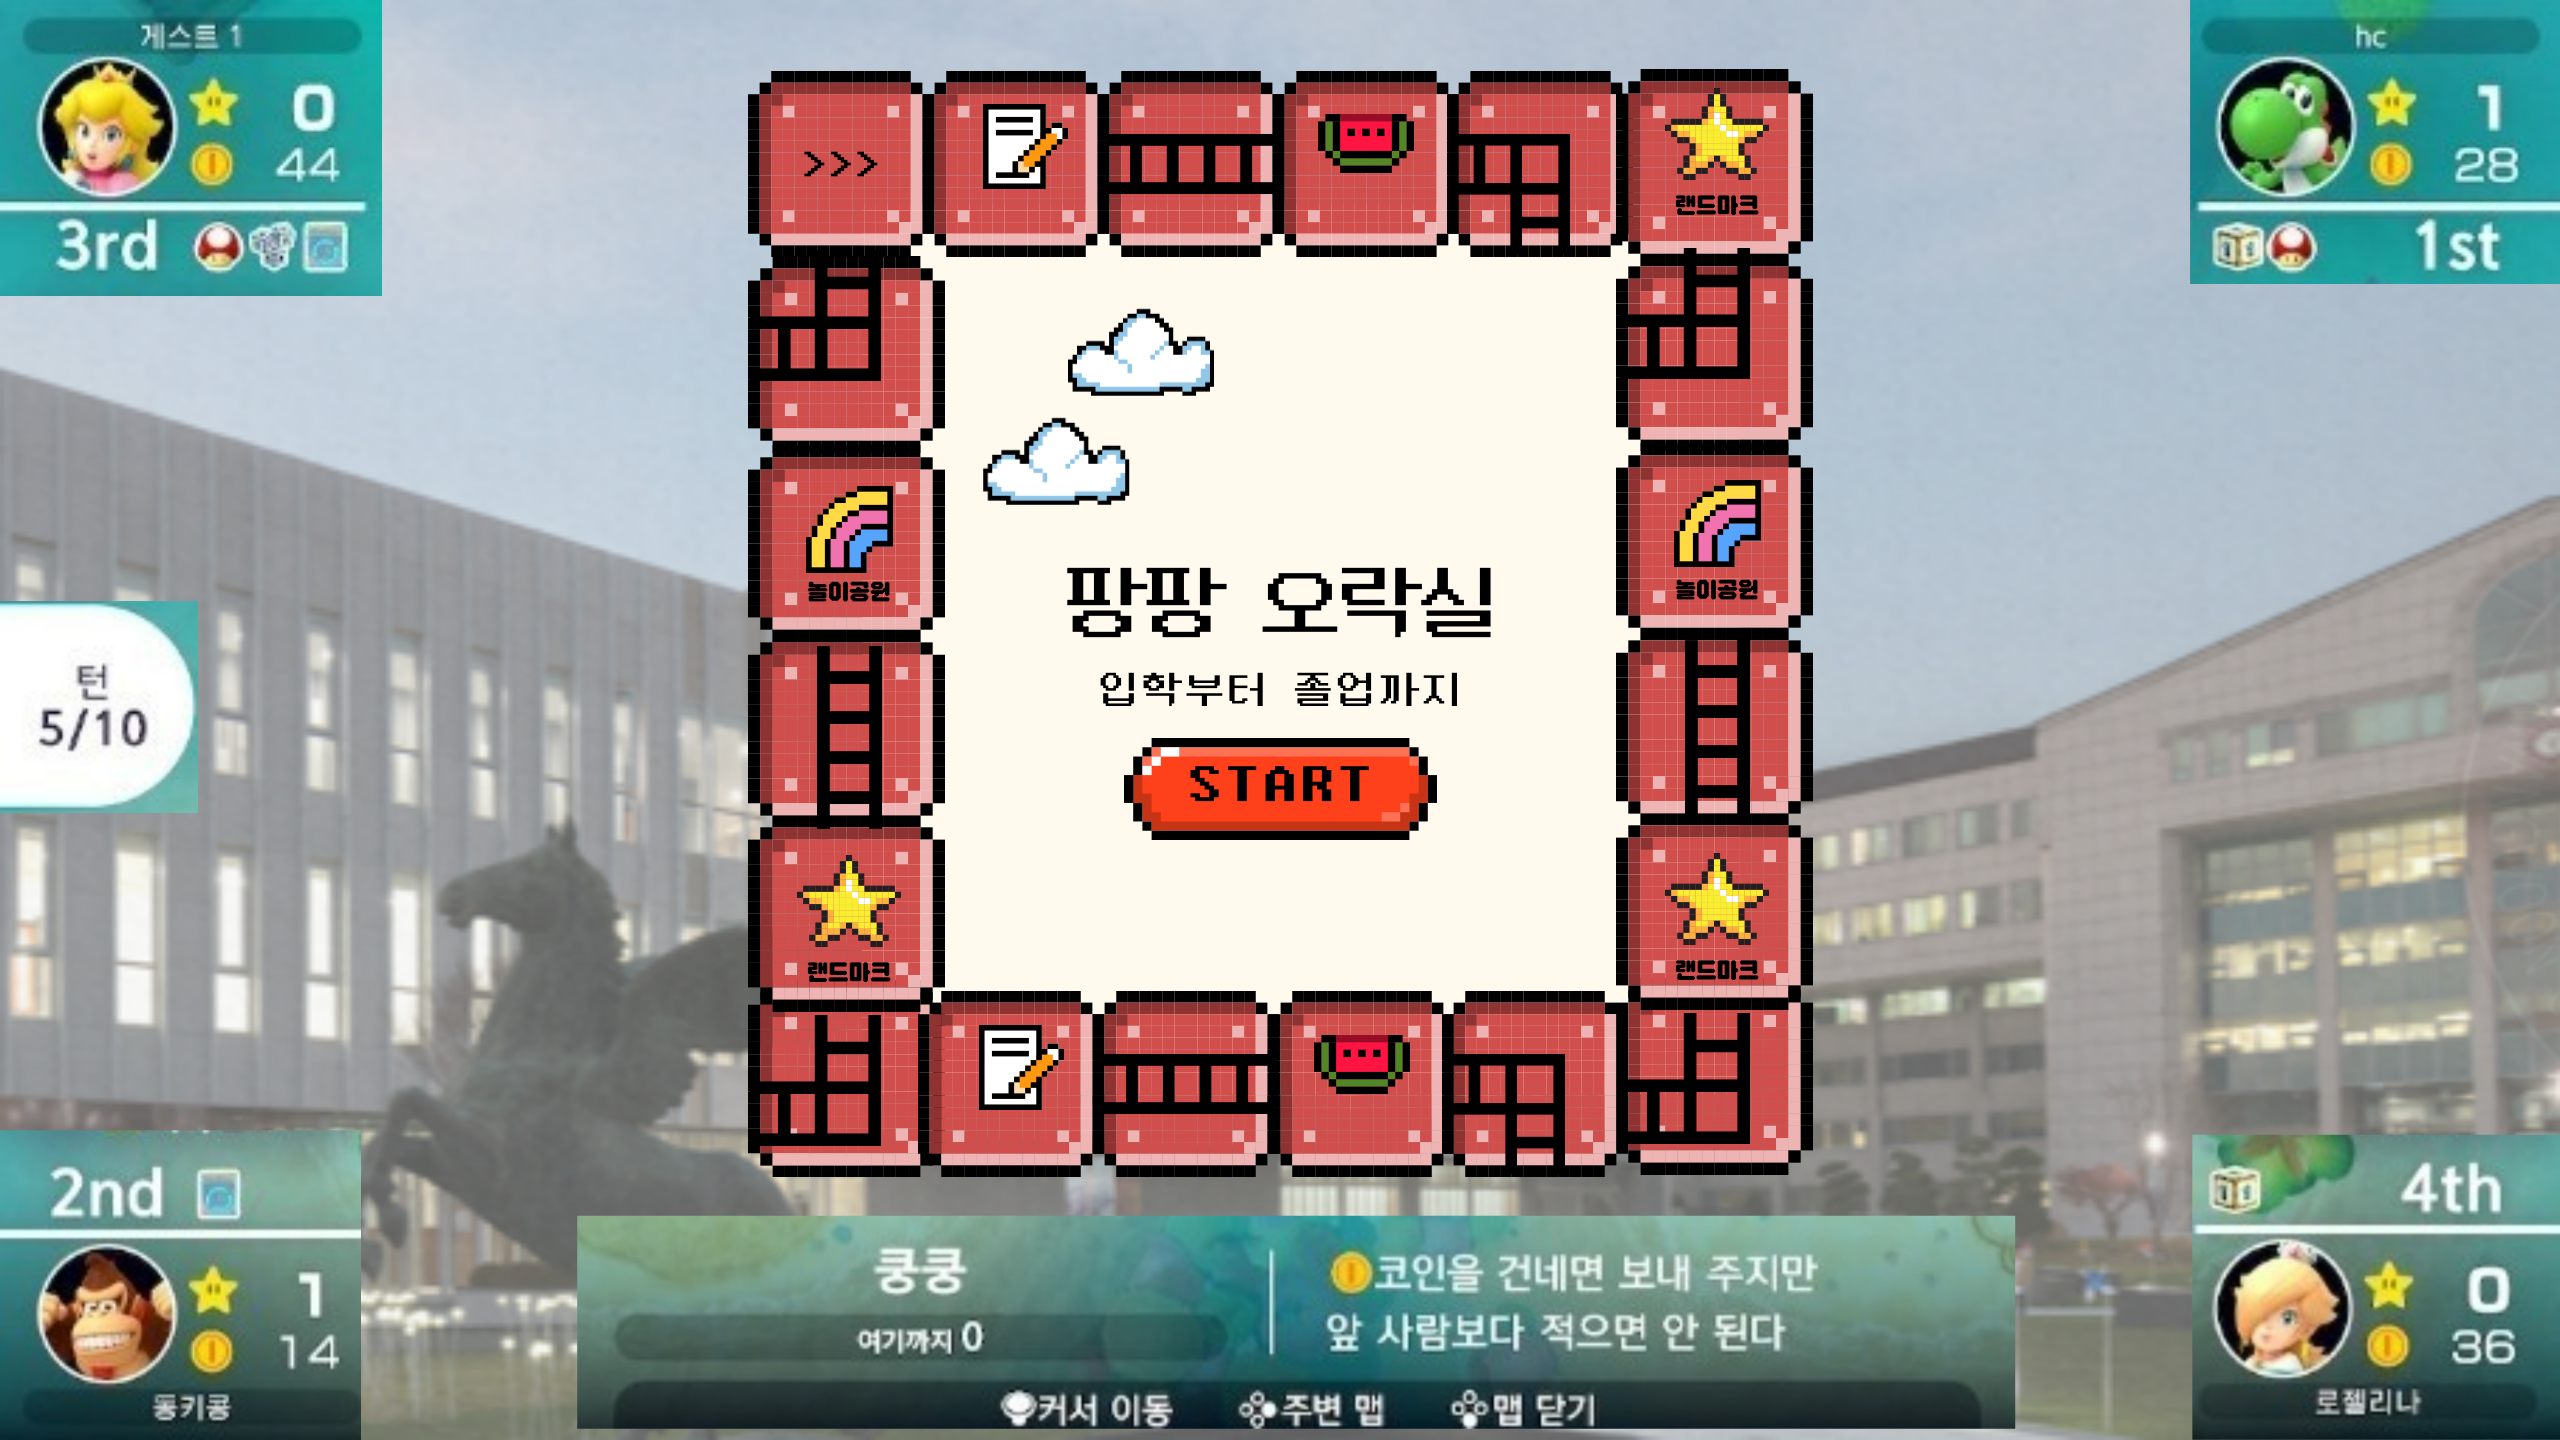 게스트 1
0
44
3rd
hc
1
28
1st
>>>
랜드마크
놀이공원
놀이공원
팡팡 오락실
입학부터 졸업까지
START
턴
5/10
랜드마크
랜드마크
2nd
1
14
동키콩
쿵쿵
여기까지 0
코인을 건네면 보내 주지만
앞 사람보다 적으면 안 된다
커서 이동 주변 맵 맵 닫기
4th
0
36
로젤리나